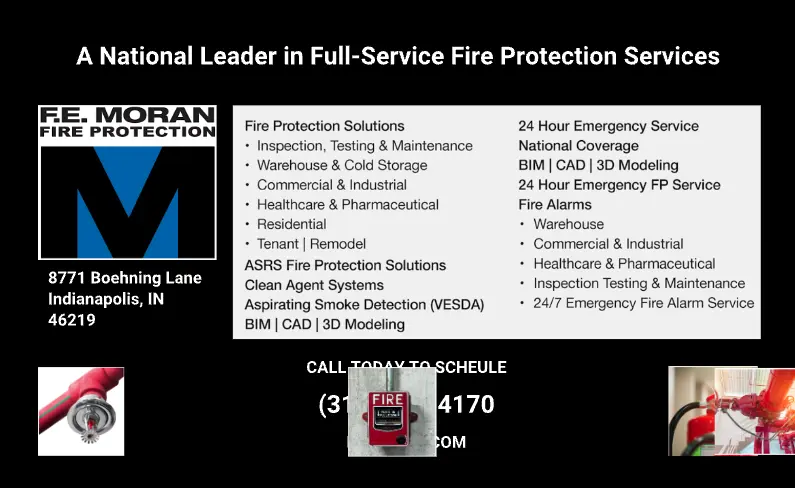 A National Leader in Full-Service Fire Protection Services
F.E. MORAN
FIRE PROTECTION
8771 Boehning Lane
Indianapolis, IN
46219
Fire Protection Solutions
• Inspection, Testing & Maintenance
• Warehouse & Cold Storage
• Commercial & Industrial
• Healthcare & Pharmaceutical
• Residential
• Tenant | Remodel
ASRS Fire Protection Solutions
Clean Agent Systems
Aspirating Smoke Detection (VESDA)
BIM | CAD | 3D Modeling
24 Hour Emergency Service
National Coverage
BIM | CAD | 3D Modeling
24 Hour Emergency FP Service
Fire Alarms
• Warehouse
• Commercial & Industrial
• Healthcare & Pharmaceutical
• Inspection Testing & Maintenance
• 24/7 Emergency Fire Alarm Service
CALL TODAY TO SCHEULE
(31 4170
COM
FIRE